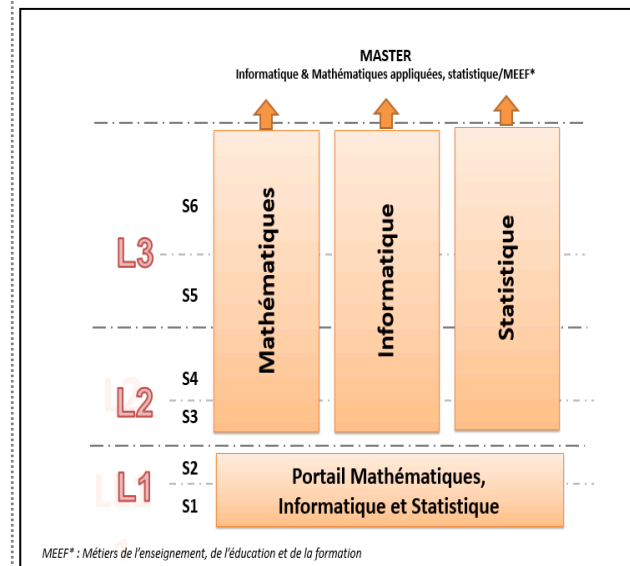 MASTER
Informatique & Mathématiques appliquées, statistique/MEEF*
Mathématiques
Informatique
Statistique
S6
L3
S5
S4
L2
S3
S2
L1
S1
Portail Mathématiques,
Informatique et Statistique
MEEF* : Métiers de l'enseignement, de l'éducation et de la formation